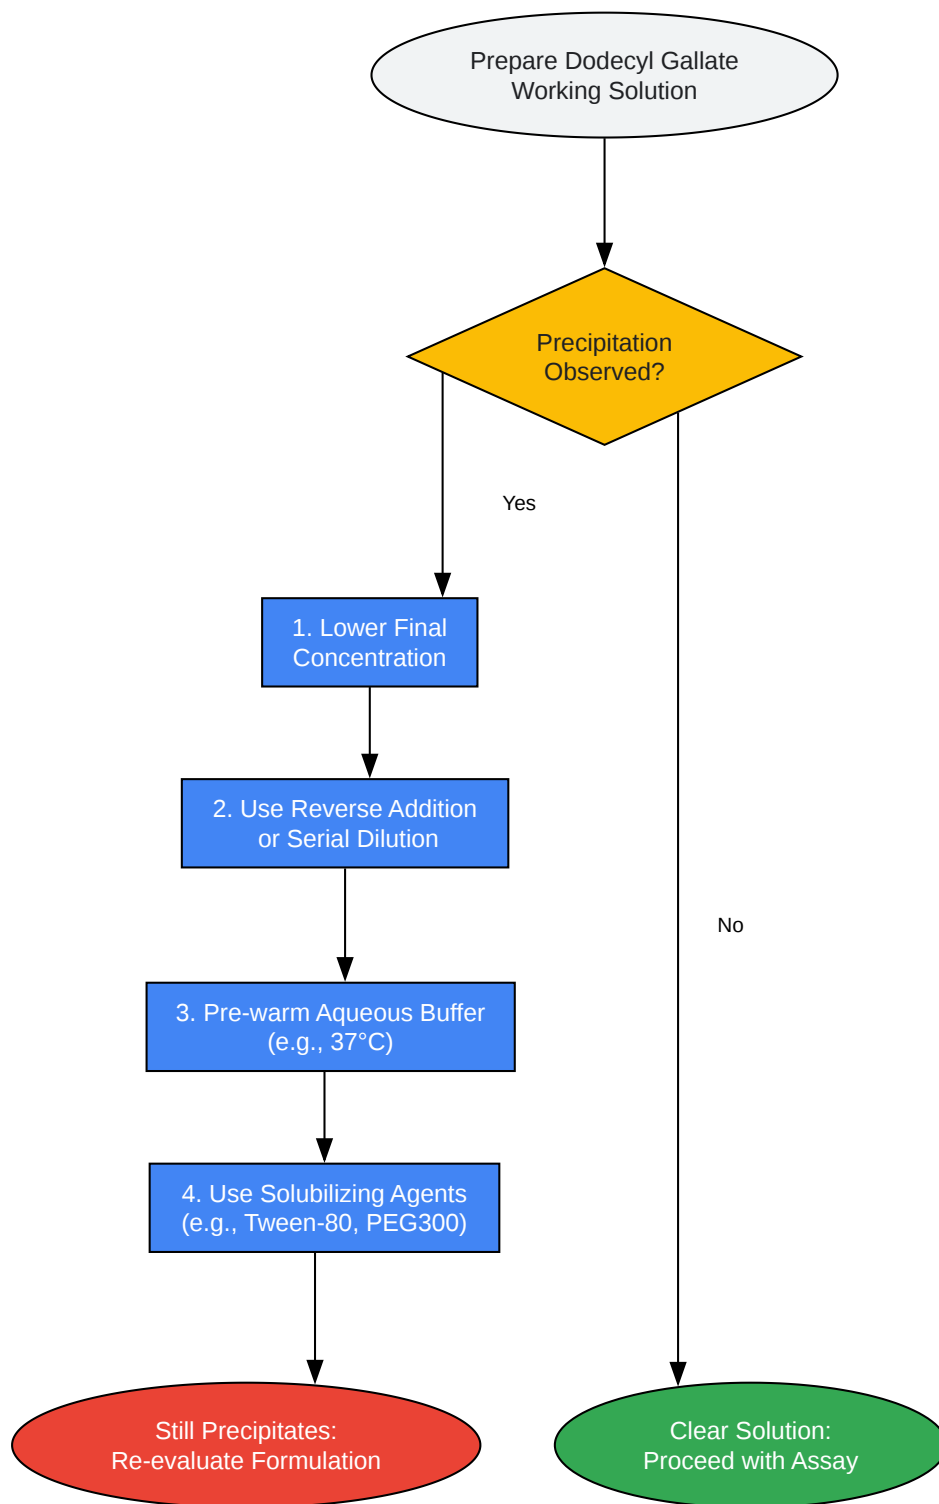 Prepare Dodecyl Gallate
Working Solution
Precipitation
Observed?
Yes
1. Lower Final
Concentration
2. Use Reverse Addition
or Serial Dilution
No
3. Pre-warm Aqueous Buffer
(e.g., 37°C)
4. Use Solubilizing Agents
(e.g., Tween-80, PEG300)
Still Precipitates:
Re-evaluate Formulation
Clear Solution:
Proceed with Assay